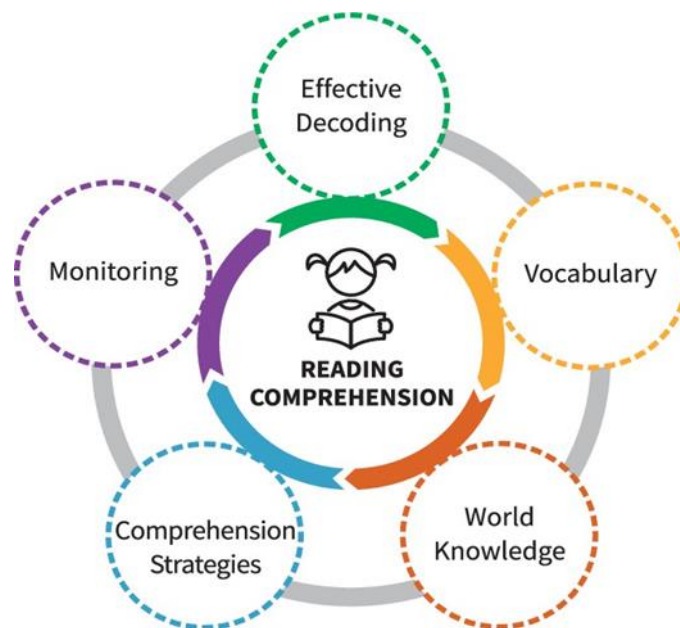 Effective
Decoding
Monitoring
Vocabulary
READING
COMPREHENSION
Comprehension
Strategies
World
Knowledge